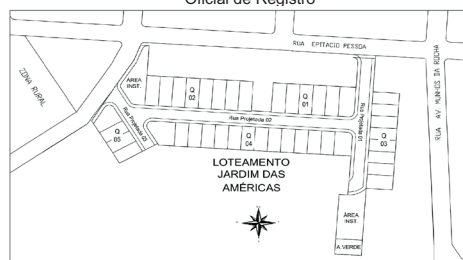 Oficial de Registro
RUA EPITACIO PESSOA
RUA AV. MUNHOS DA ROCHA
ZONA RURAL
ÁREA
INST.
Q
02
Q
01
Rua Projetada 02
Rua Projetada 01
Rua Projetada 03
Q
05
Q
04
Q
03
LOTEAMENTO
JARDIM DAS
AMÉRICAS
ÁREA
INST.
A.VERDE